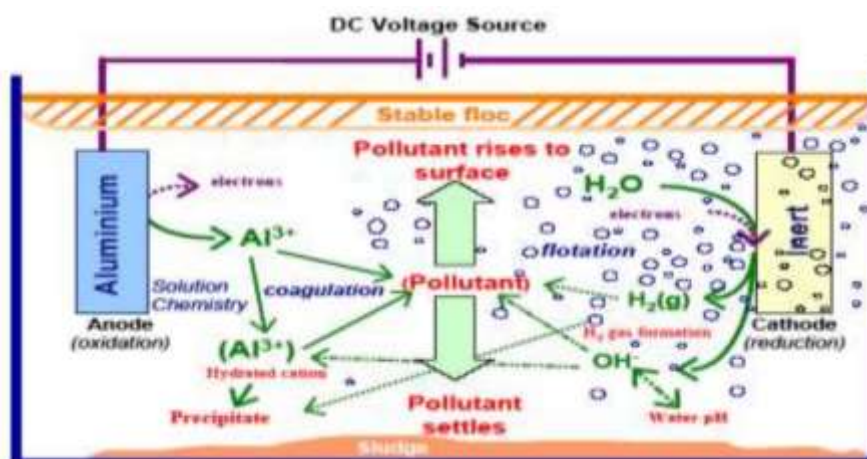 DC Voltage Source
Stable floc
Pollutant rises to
surface
Aluminium
electrons
H₂O
electrons
Inert
Al³⁺
flotation
Solution
Chemistry
coagulation
(Pollutant)
H₂(g)
Anode
(oxidation)
Cathode
(reduction)
H₂ gas formation
(Al³⁺)
Hydrated cation
OH⁻
Precipitate
Pollutant
settles
Water pH
Sludge